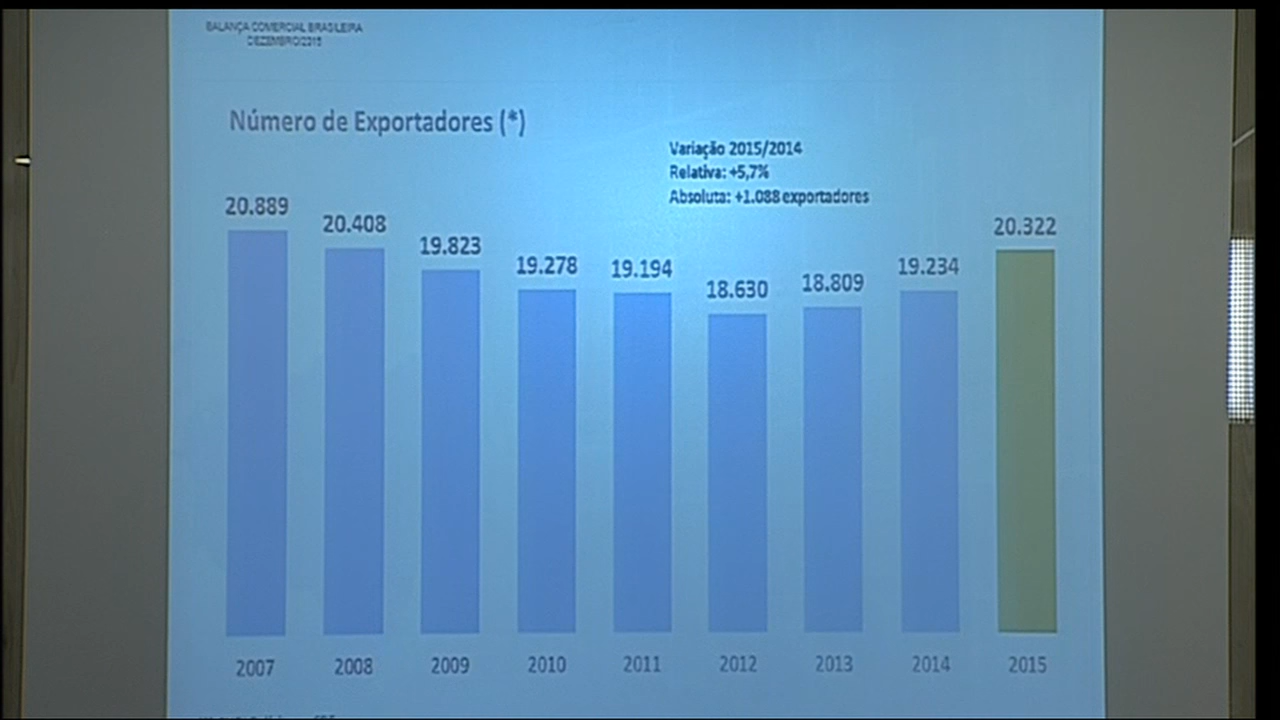 BALANÇA COMERCIAL BRASILEIRA
DEZEMBRO/2015
Número de Exportadores (*)
Variação 2015/2014
Relativa: +5,7%
Absoluta: +1.088 exportadores
20.889
20.408
19.823
19.278
19.194
18.630
18.809
19.234
20.322
2007 2008 2009 2010 2011 2012 2013 2014 2015